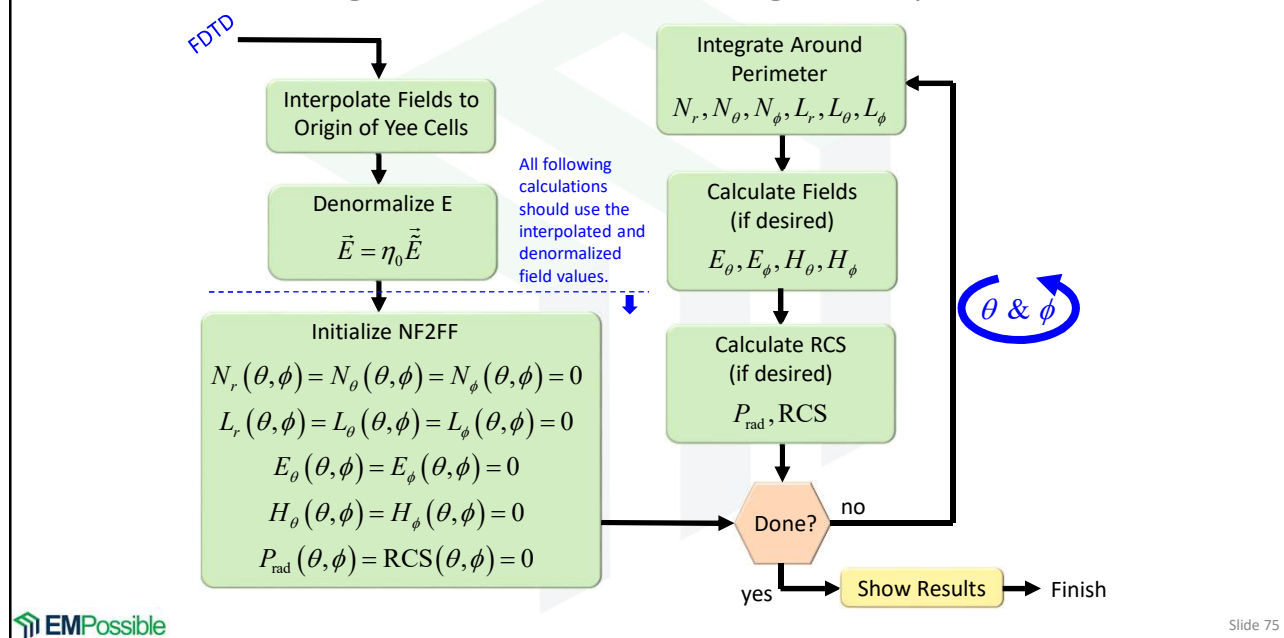 FDTD
Interpolate Fields to
Origin of Yee Cells
Denormalize E
E⃗ = η₀Ẽ⃗
All following
calculations
should use the
interpolated and
denormalized
field values.
Initialize NF2FF
N_r(θ,ϕ) = N_θ(θ,ϕ) = N_ϕ(θ,ϕ) = 0
L_r(θ,ϕ) = L_θ(θ,ϕ) = L_ϕ(θ,ϕ) = 0
E_θ(θ,ϕ) = E_ϕ(θ,ϕ) = 0
H_θ(θ,ϕ) = H_ϕ(θ,ϕ) = 0
P_rad(θ,ϕ) = RCS(θ,ϕ) = 0
Integrate Around
Perimeter
N_r, N_θ, N_ϕ, L_r, L_θ, L_ϕ
Calculate Fields
(if desired)
E_θ, E_ϕ, H_θ, H_ϕ
Calculate RCS
(if desired)
P_rad, RCS
θ & ϕ
Done?
no
yes
Show Results
Finish
EMPossible
Slide 75